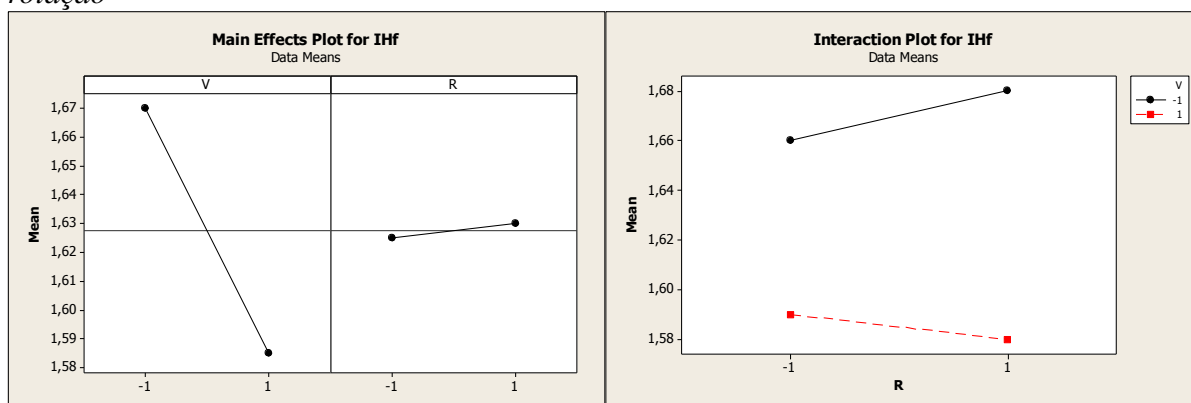 rotação
Main Effects Plot for IHf
Data Means
V R
1,67
1,66
1,65
1,64
1,63
1,62
1,61
1,60
1,59
1,58
Mean
-1 1 -1 1
Interaction Plot for IHf
Data Means
1,68
1,66
1,64
1,62
1,60
1,58
Mean
-1 1
R
V
-1
1